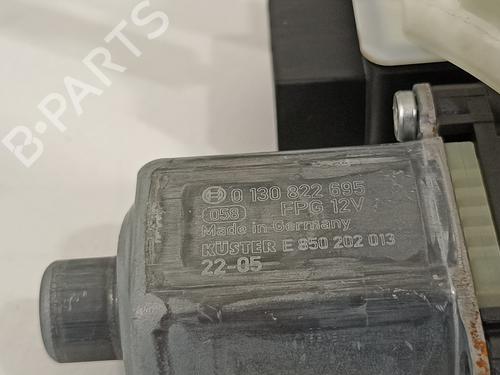 B-PARTS
0 130 822 695
058 FPG 12V
Made in Germany
KÜSTER E 850 202 013
22-05